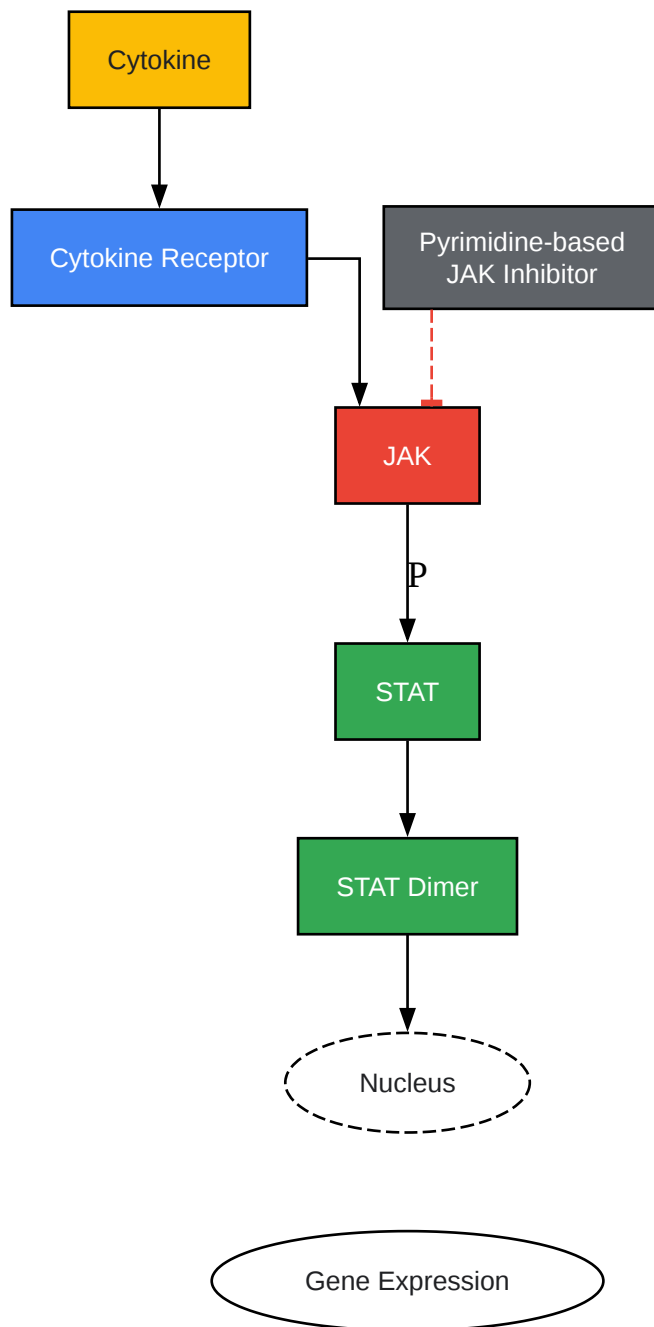 Cytokine
Cytokine Receptor
Pyrimidine-based
JAK Inhibitor
JAK
P
STAT
STAT Dimer
Nucleus
Gene Expression